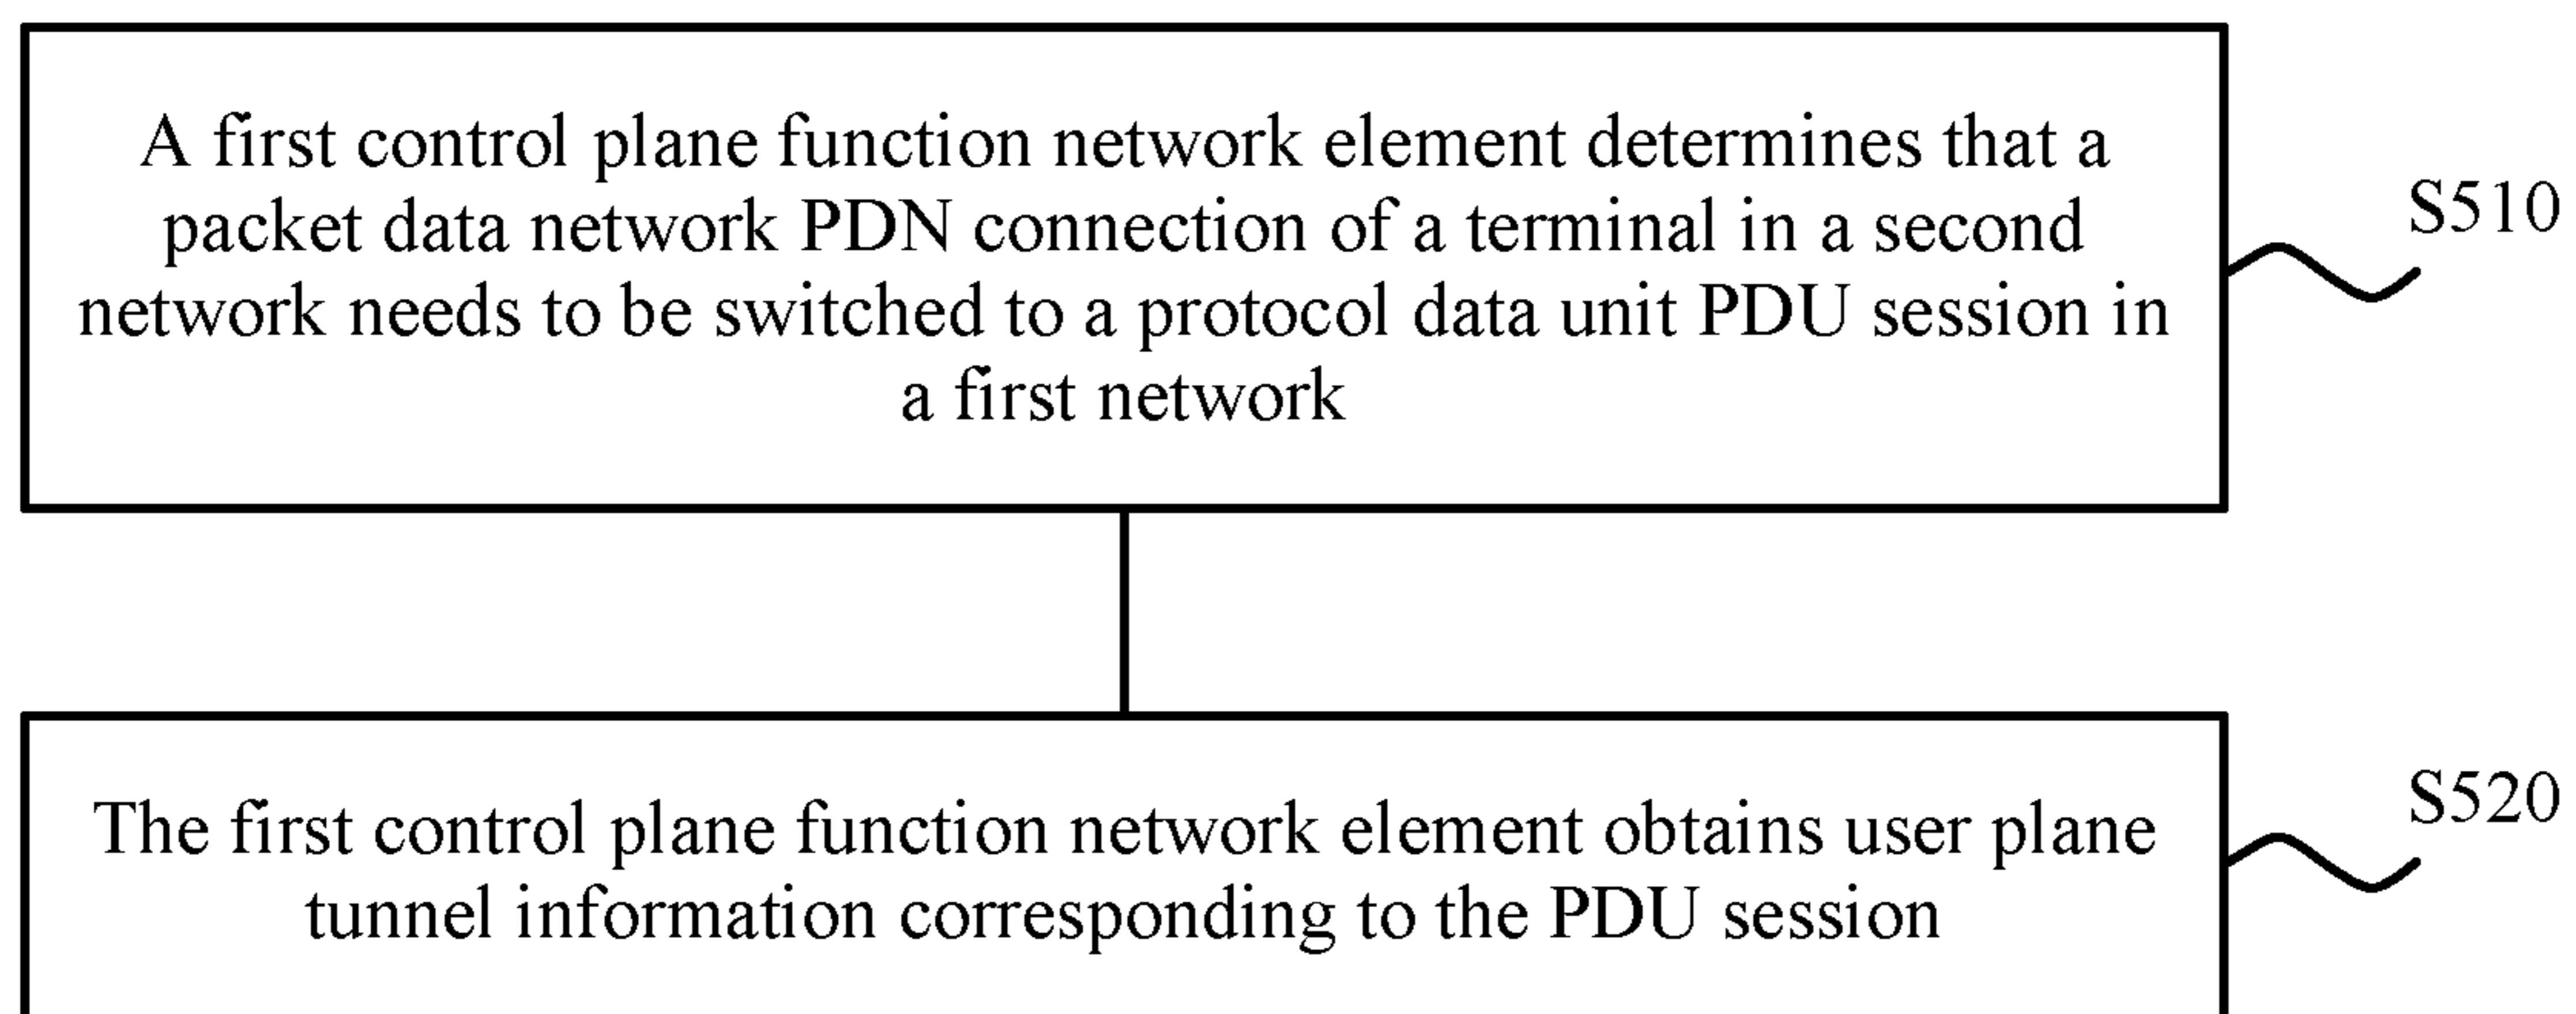 A first control plane function network element determines that a
packet data network PDN connection of a terminal in a second
network needs to be switched to a protocol data unit PDU session in
a first network
S510
The first control plane function network element obtains user plane
tunnel information corresponding to the PDU session
S520